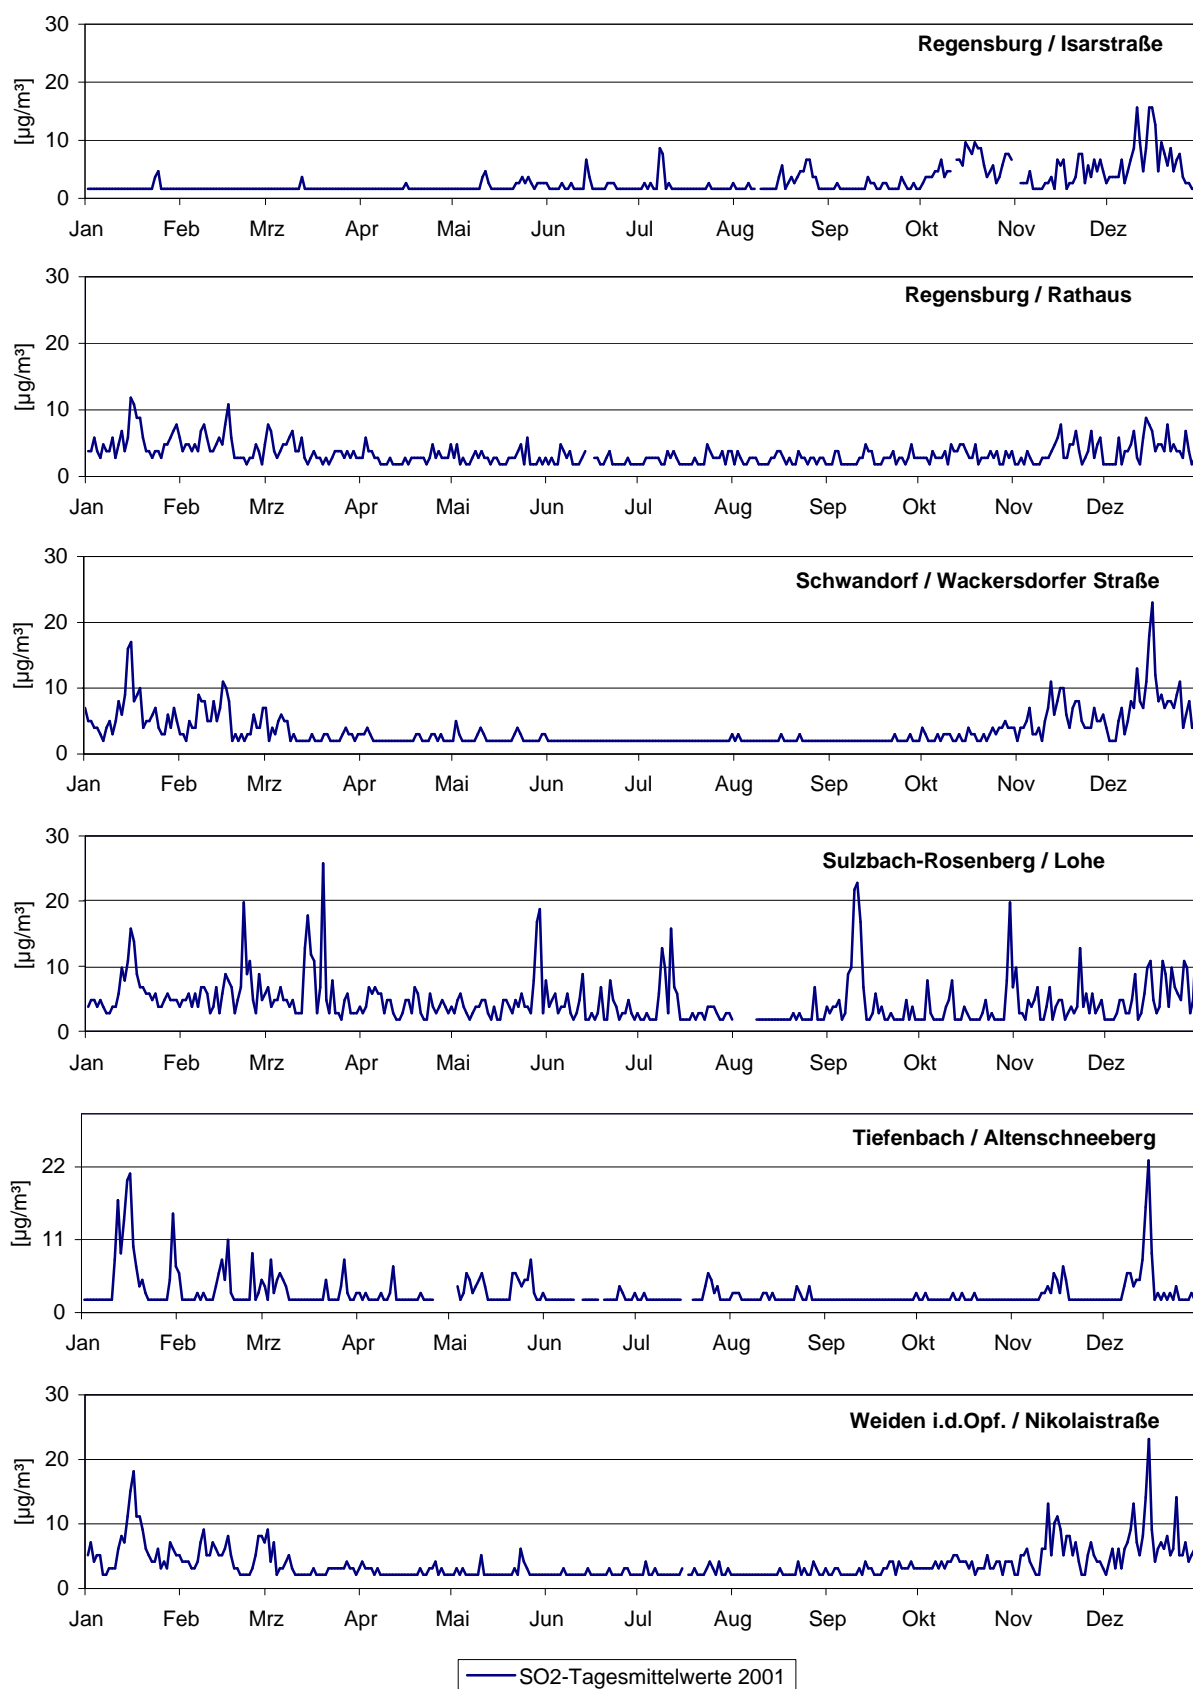 Regensburg / Isarstraße
[µg/m³]
30
20
10
0
Jan Feb Mrz Apr Mai Jun Jul Aug Sep Okt Nov Dez
Regensburg / Rathaus
[µg/m³]
30
20
10
0
Jan Feb Mrz Apr Mai Jun Jul Aug Sep Okt Nov Dez
Schwandorf / Wackersdorfer Straße
[µg/m³]
30
20
10
0
Jan Feb Mrz Apr Mai Jun Jul Aug Sep Okt Nov Dez
Sulzbach-Rosenberg / Lohe
[µg/m³]
30
20
10
0
Jan Feb Mrz Apr Mai Jun Jul Aug Sep Okt Nov Dez
Tiefenbach / Altenschneeberg
[µg/m³]
22
11
0
Jan Feb Mrz Apr Mai Jun Jul Aug Sep Okt Nov Dez
Weiden i.d.Opf. / Nikolaistraße
[µg/m³]
30
20
10
0
Jan Feb Mrz Apr Mai Jun Jul Aug Sep Okt Nov Dez
SO2-Tagesmittelwerte 2001